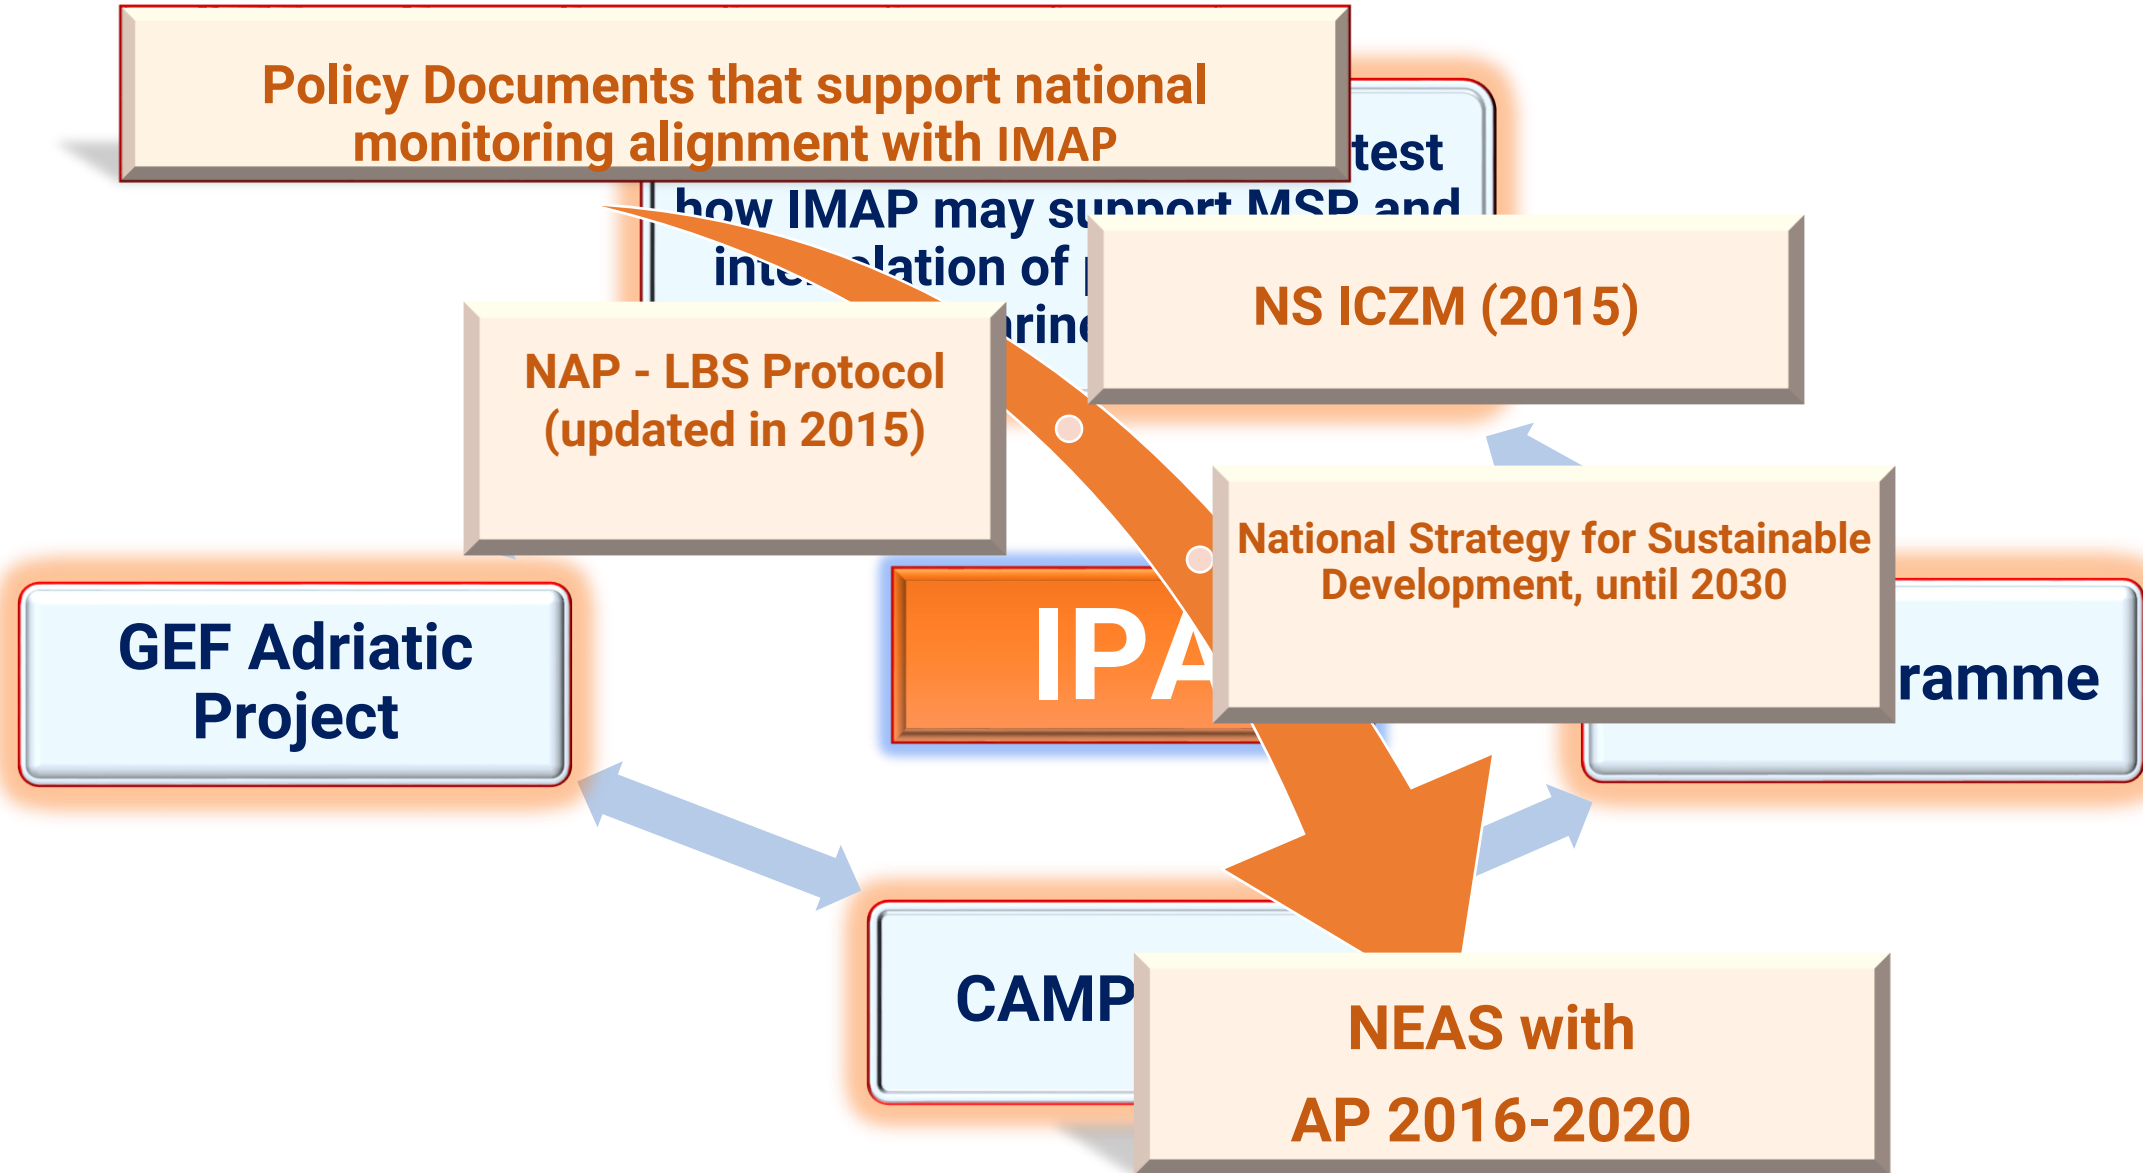 Policy Documents that support national
monitoring alignment with IMAP
test
how IMAP may support MSP and
of
NS ICZM (2015)
NAP - LBS Protocol
(updated in 2015)
National Strategy for Sustainable
Development, until 2030
GEF Adriatic
Project
CAMP
NEAS with
AP 2016-2020